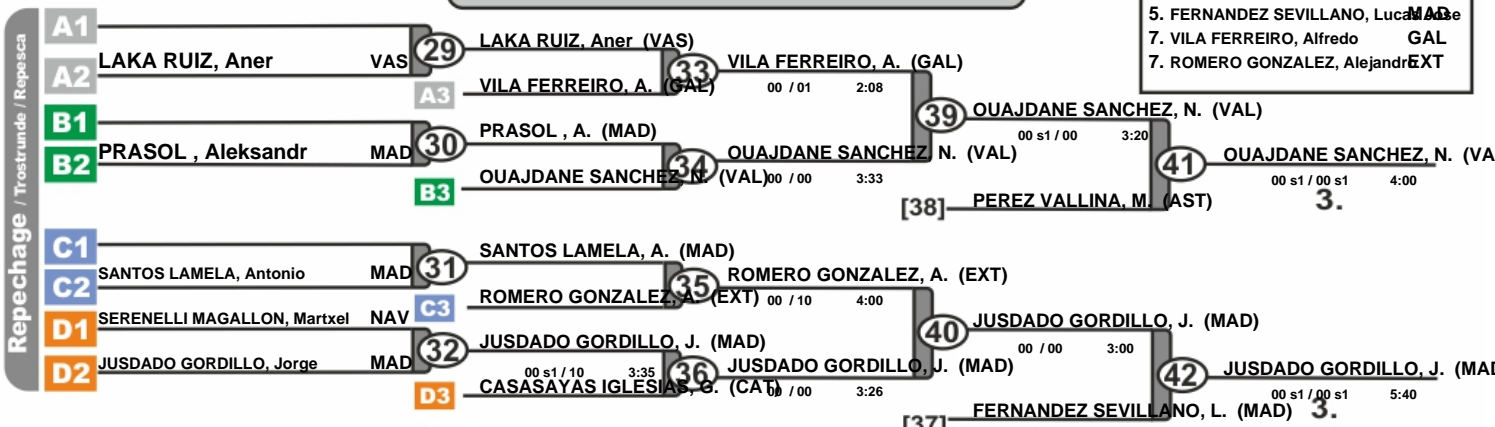 5. FERNANDEZ SEVILLANO, Lucas Jose MAD
7. VILA FERREIRO, Alfredo GAL
7. ROMERO GONZALEZ, Alejandr EXT
Repechage / Trostrunde / Repesca
A1
A2 LAKA RUIZ, Aner VAS
29 LAKA RUIZ, Aner (VAS)
A3 VILA FERREIRO, A. (GAL)
33 VILA FERREIRO, A. (GAL)
00 / 01 2:08
B1
B2 PRASOL , Aleksandr MAD
30 PRASOL , A. (MAD)
B3 OUAJDANE SANCHEZ, N. (VAL)
34 OUAJDANE SANCHEZ, N. (VAL)
00 / 00 3:33
39 OUAJDANE SANCHEZ, N. (VAL)
00 s1 / 00 3:20
[38] PEREZ VALLINA, M. (AST)
41 OUAJDANE SANCHEZ, N. (VA
00 s1 / 00 s1 4:00
3.
C1
C2 SANTOS LAMELA, Antonio MAD
31 SANTOS LAMELA, A. (MAD)
C3 ROMERO GONZALEZ, A. (EXT)
35 ROMERO GONZALEZ, A. (EXT)
00 / 10 4:00
D1 SERENELLI MAGALLON, Martxel NAV
D2 JUSDADO GORDILLO, Jorge MAD
32 JUSDADO GORDILLO, J. (MAD)
00 s1 / 10 3:35
D3 CASASAYAS IGLESIAS, G. (CAT)
36 JUSDADO GORDILLO, J. (MAD)
00 / 00 3:26
40 JUSDADO GORDILLO, J. (MAD)
00 / 00 3:00
[37] FERNANDEZ SEVILLANO, L. (MAD)
42 JUSDADO GORDILLO, J. (MAD
00 s1 / 00 s1 5:40
3.